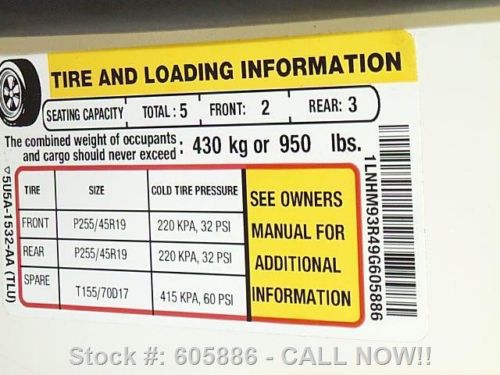 TIRE AND LOADING INFORMATION
SEATING CAPACITY TOTAL : 5 FRONT: 2 REAR: 3
The combined weight of occupants
and cargo should never exceed : 430 kg or 950 lbs.
TIRE SIZE COLD TIRE PRESSURE
FRONT P255/45R19 220 KPA, 32 PSI
REAR P255/45R19 220 KPA, 32 PSI
SPARE T155/70D17 415 KPA, 60 PSI
SEE OWNERS
MANUAL FOR
ADDITIONAL
INFORMATION
5U5A-1532-AA (TLU)
1LNHM93R49G605886
Stock #: 605886 - CALL NOW!!